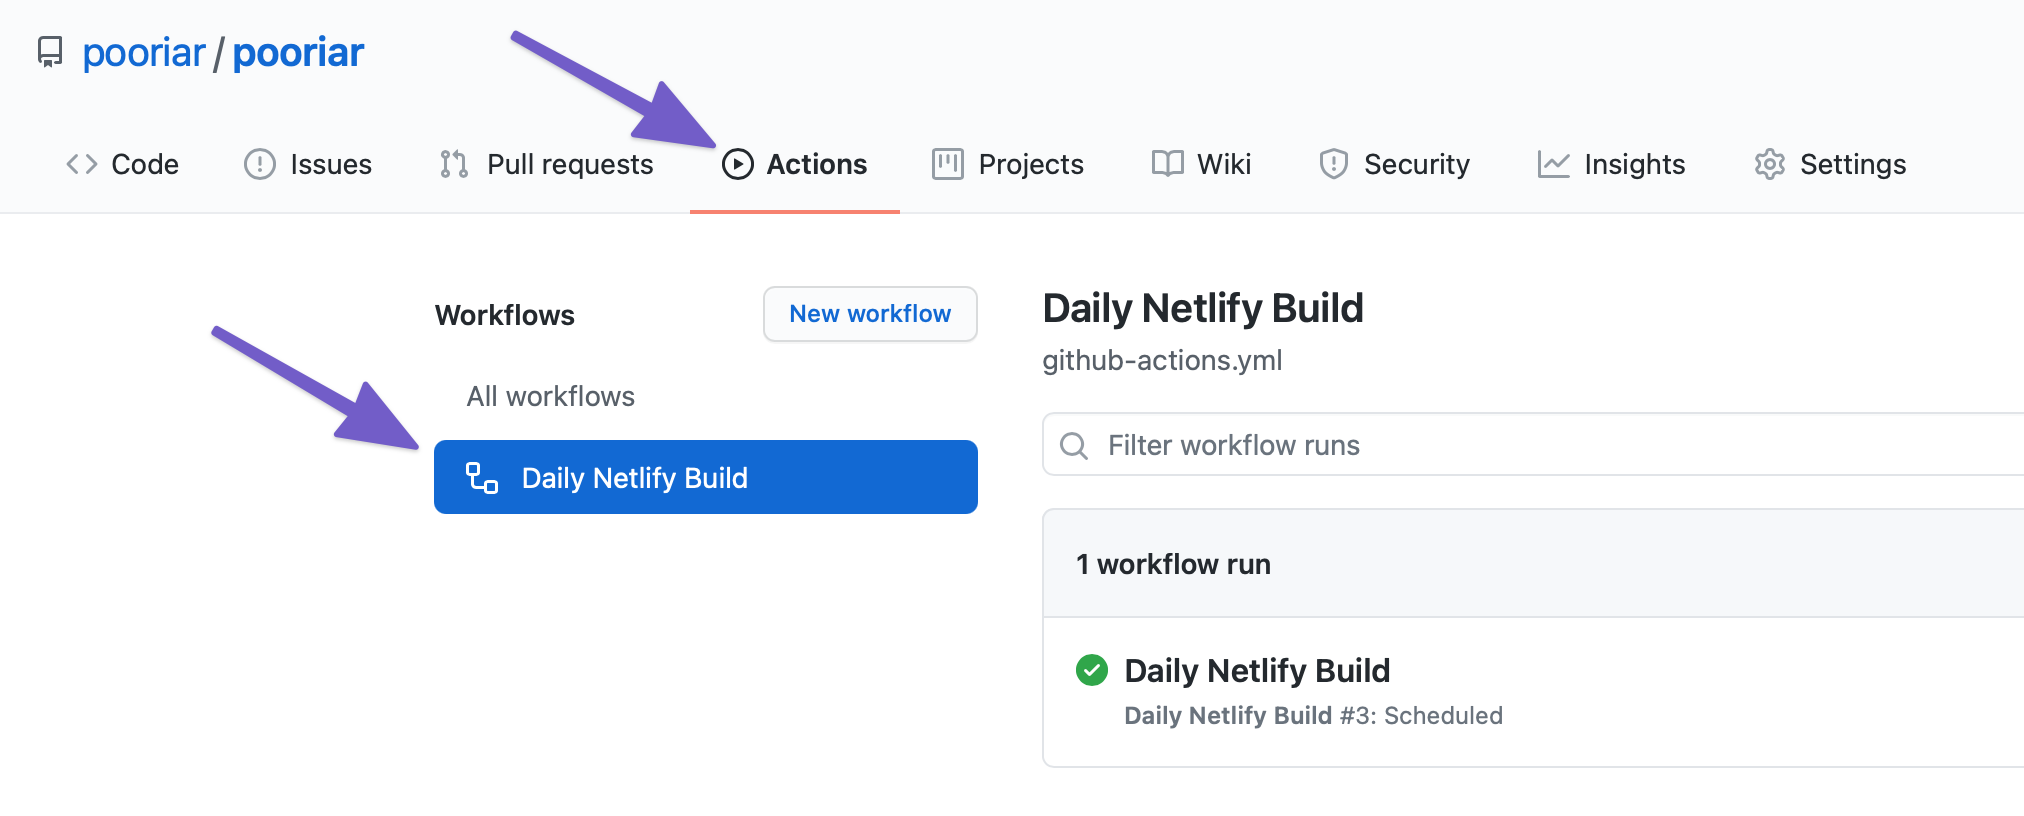 pooriar / pooriar
Code Issues Pull requests Actions Projects Wiki Security Insights Settings
Workflows
New workflow
All workflows
Daily Netlify Build
Daily Netlify Build
github-actions.yml
Filter workflow runs
1 workflow run
Daily Netlify Build
Daily Netlify Build #3: Scheduled